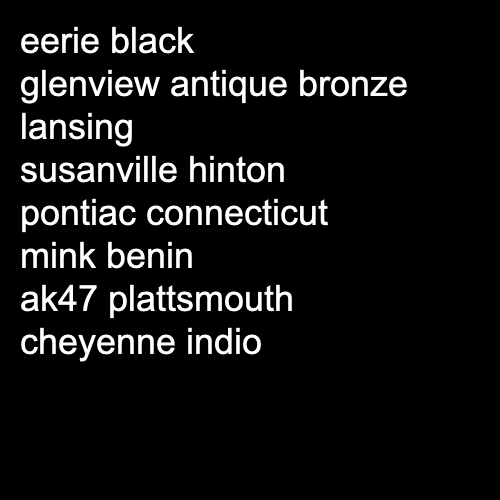 eerie black
glenview antique bronze
lansing
susanville hinton
pontiac connecticut
mink benin
ak47 plattsmouth
cheyenne indio